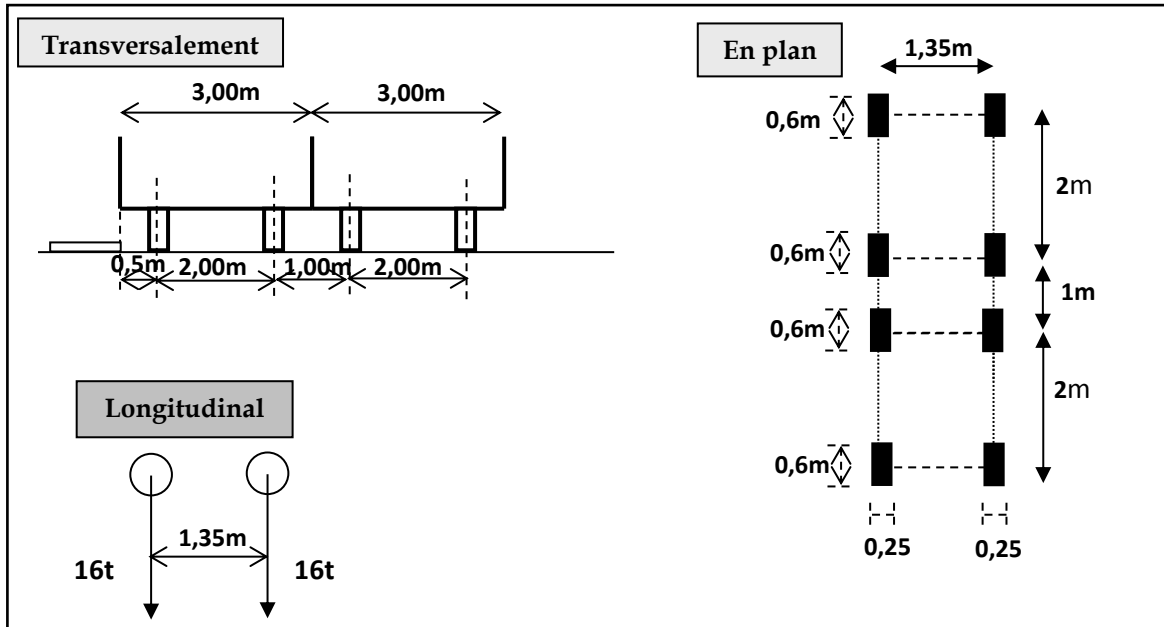 Transversalement
3,00m 3,00m
0,5m 2,00m 1,00m 2,00m
Longitudinal
1,35m
16t 16t
En plan
1,35m
0,6m
2m
0,6m
1m
0,6m
2m
0,6m
0,25 0,25